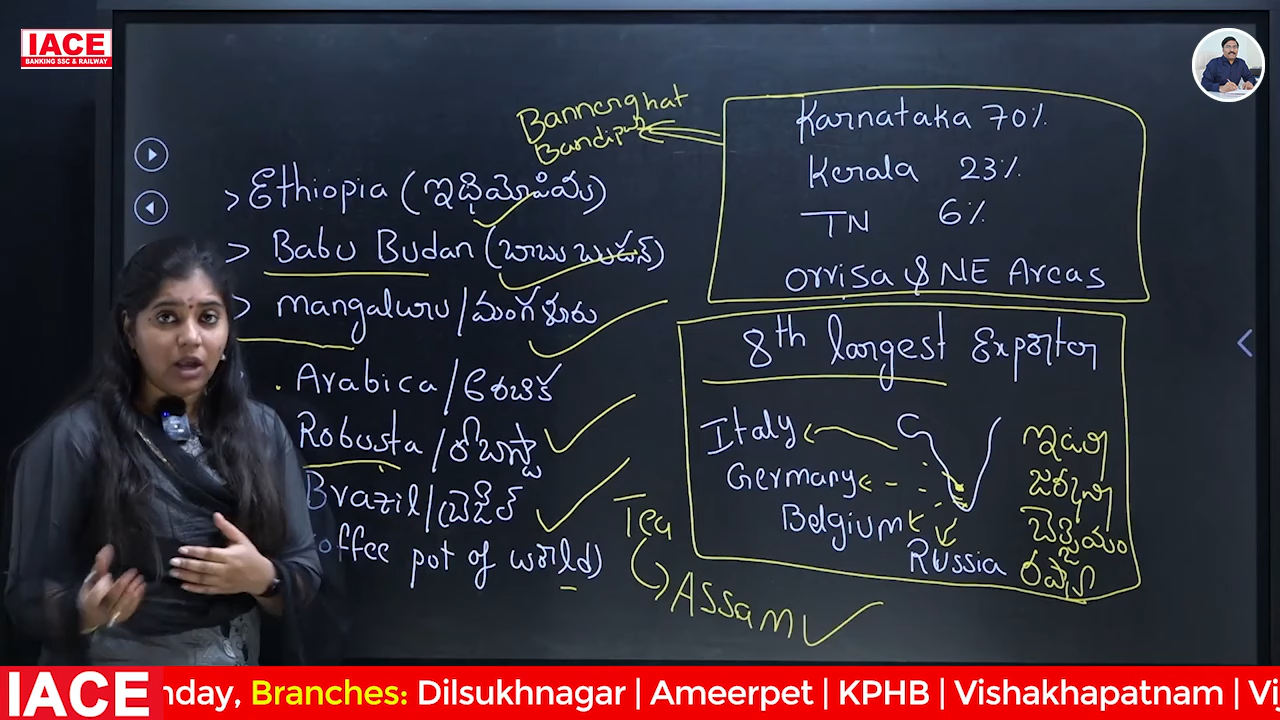 IACE
BANKING SSC & RAILWAY
Bannerghat
Bandipur
> Ethiopia (ఇథియోపియ)
> Babu Budan (బాబు బుడన్)
> Mangaluru/మంగళూరు
Arabica/అరబికా
Robusta/రోబస్టా
Brazil/బ్రెజిల్
offee pot of world)
Tea
Assam
Karnataka 70%
Kerala 23%
TN 6%
Orrisa & NE Areas
8th largest Exportor
Italy
Germany
Belgium
Russia
ఇటలీ
జర్మనీ
బెల్జియం
రష్యా
IACE
nday, Branches: Dilsukhnagar | Ameerpet | KPHB | Vishakhapatnam | Vij